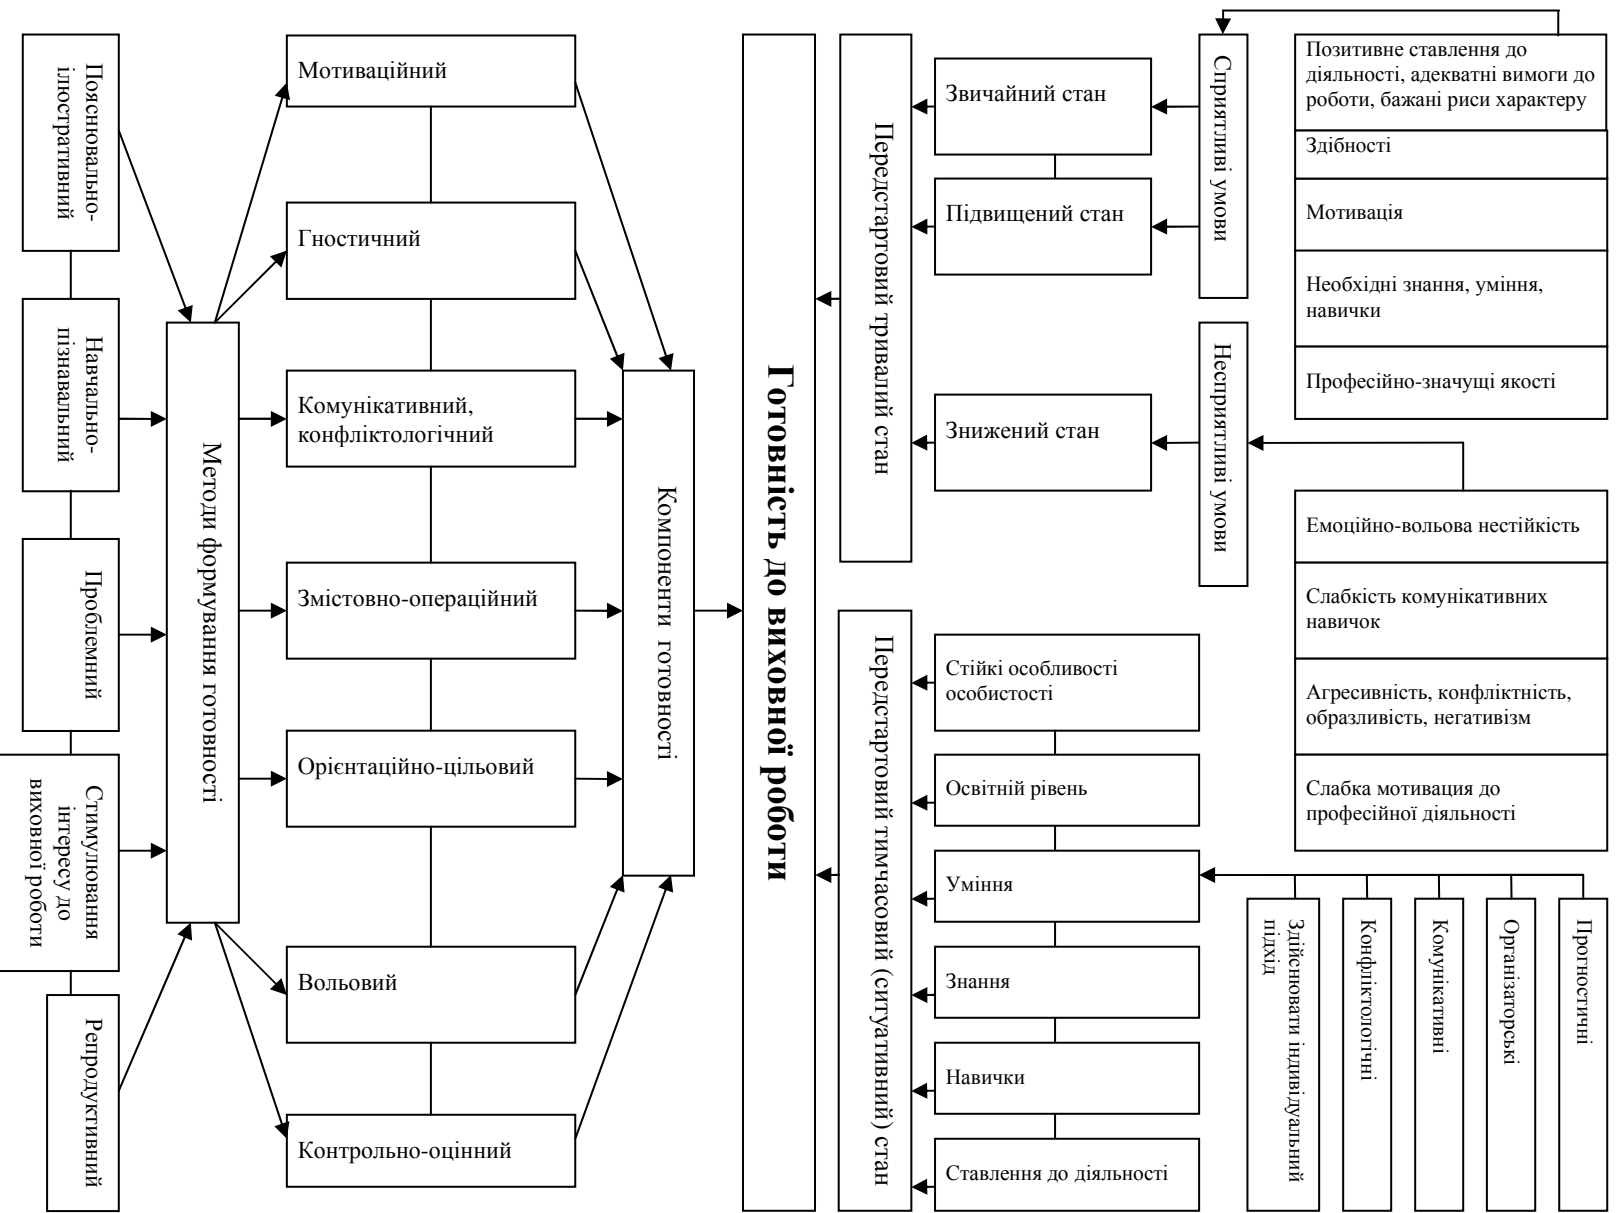 Пояснювально-
ілюстративний
Навчально-
пізнавальний
Проблемний
Стимулювання
інтересу до
виховної роботи
Репродуктивний
Методи формування готовності
Мотиваційний
Гностичний
Комунікативний,
конфліктологічний
Змістовно-операційний
Орієнтаційно-цільовий
Вольовий
Контрольно-оцінний
Компоненти готовності
Готовність до виховної роботи
Передстартовий тривалий стан
Передстартовий тимчасовий (ситуативний) стан
Звичайний стан
Підвищений стан
Знижений стан
Стійкі особливості
особистості
Освітній рівень
Уміння
Знання
Навички
Ставлення до діяльності
Сприятливі умови
Несприятливі умови
Позитивне ставлення до
діяльності, адекватні вимоги до
роботи, бажані риси характеру
Здібності
Мотивація
Необхідні знання, уміння,
навички
Професійно-значущі якості
Емоційно-вольова нестійкість
Слабкість комунікативних
навичок
Агресивність, конфліктність,
образливість, негативізм
Слабка мотивация до
професійної діяльності
Здійснювати індивідуальний
підхід
Конфліктологічні
Комунікативні
Організаторські
Прогностичні